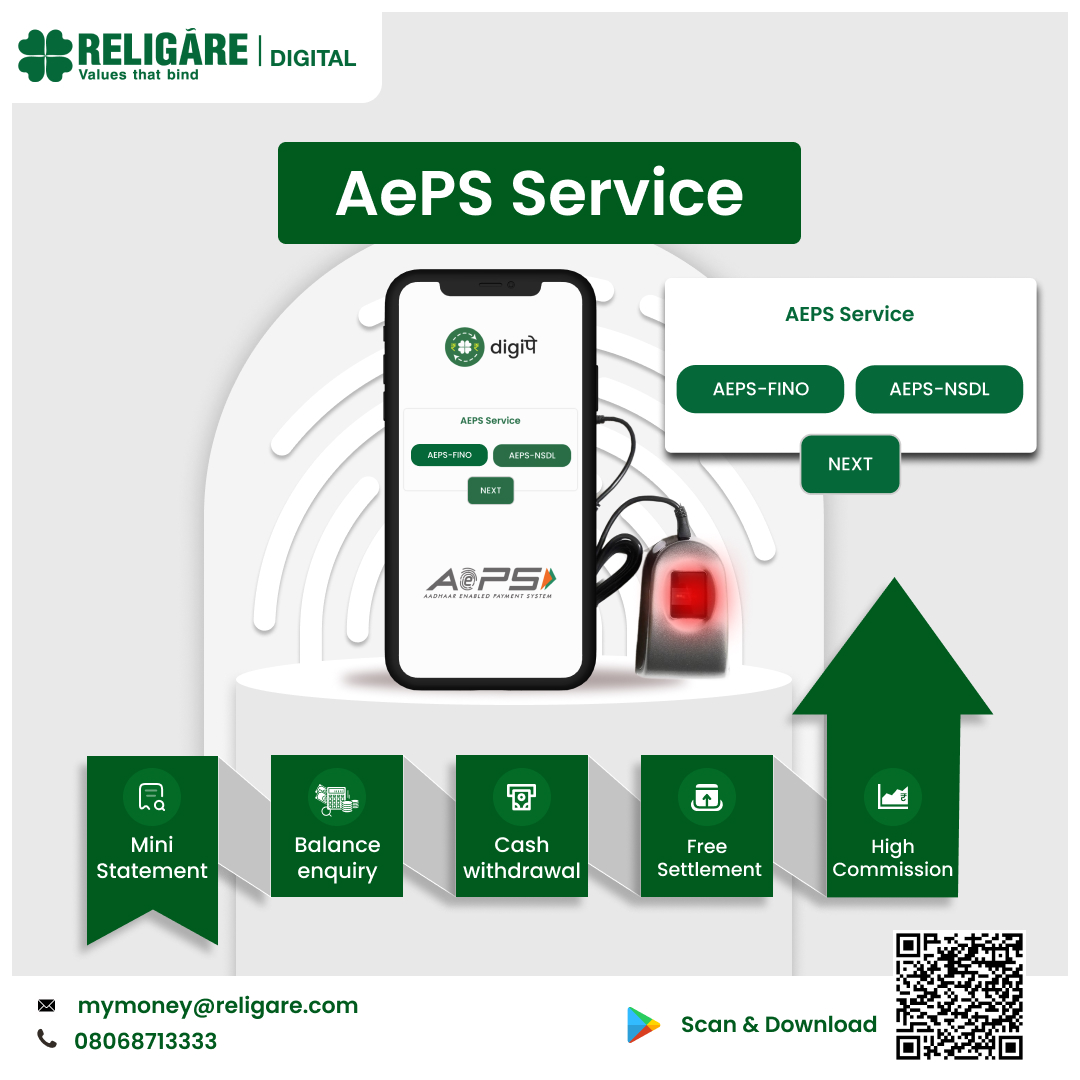 RELIGĀRE | DIGITAL
Values that bind
AePS Service
digiपे
AEPS Service
AEPS-FINO AEPS-NSDL
NEXT
AePS
AADHAAR ENABLED PAYMENT SYSTEM
AEPS Service
AEPS-FINO AEPS-NSDL
NEXT
Mini
Statement
Balance
enquiry
Cash
withdrawal
Free
Settlement
High
Commission
mymoney@religare.com
08068713333
Scan & Download